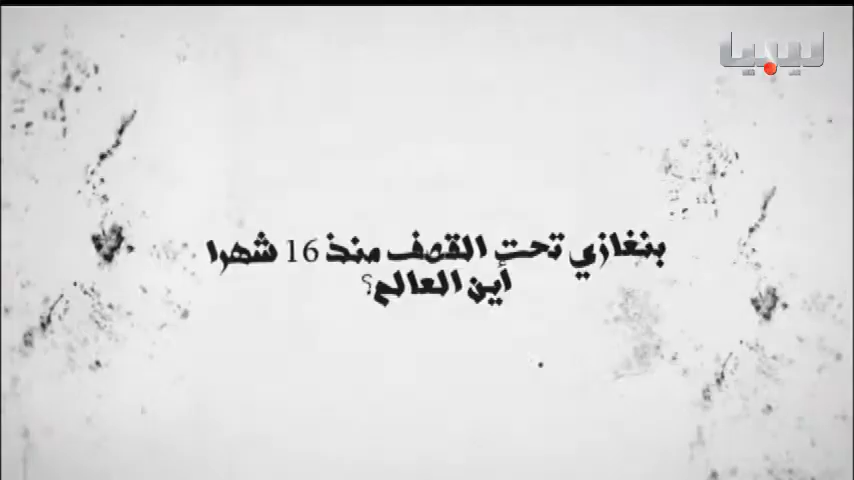 ليبيا
بنغازي تحت القصف منذ 16 شهرا
أين العالم؟